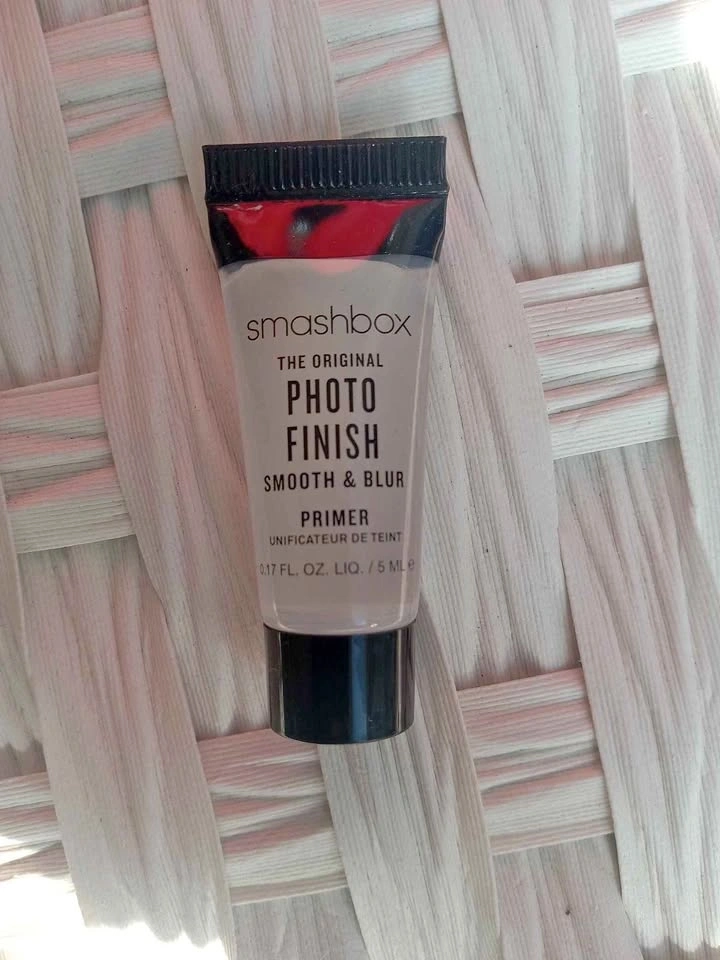 smashbox
THE ORIGINAL
PHOTO
FINISH
SMOOTH & BLUR
PRIMER
UNIFICATEUR DE TEINT
0.17 FL. OZ. LIQ. / 5 ML ℮